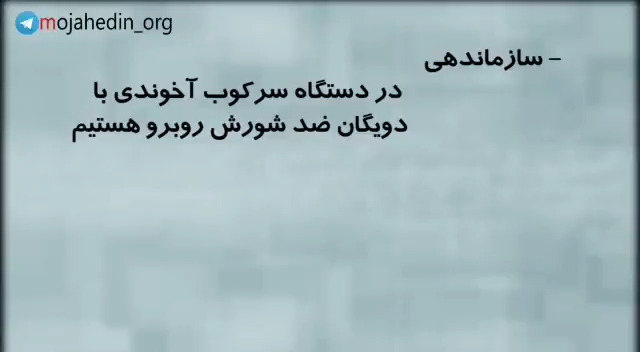 mojahedin_org
– سازماندهی
در دستگاه سرکوب آخوندی با
دویگان ضد شورش روبرو هستیم